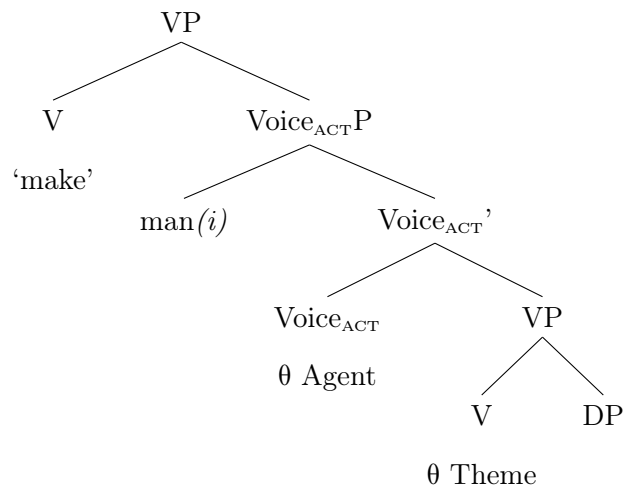 VP
V Voice_ACT P
‘make’
man(i) Voice_ACT’
Voice_ACT VP
θ Agent
V DP
θ Theme